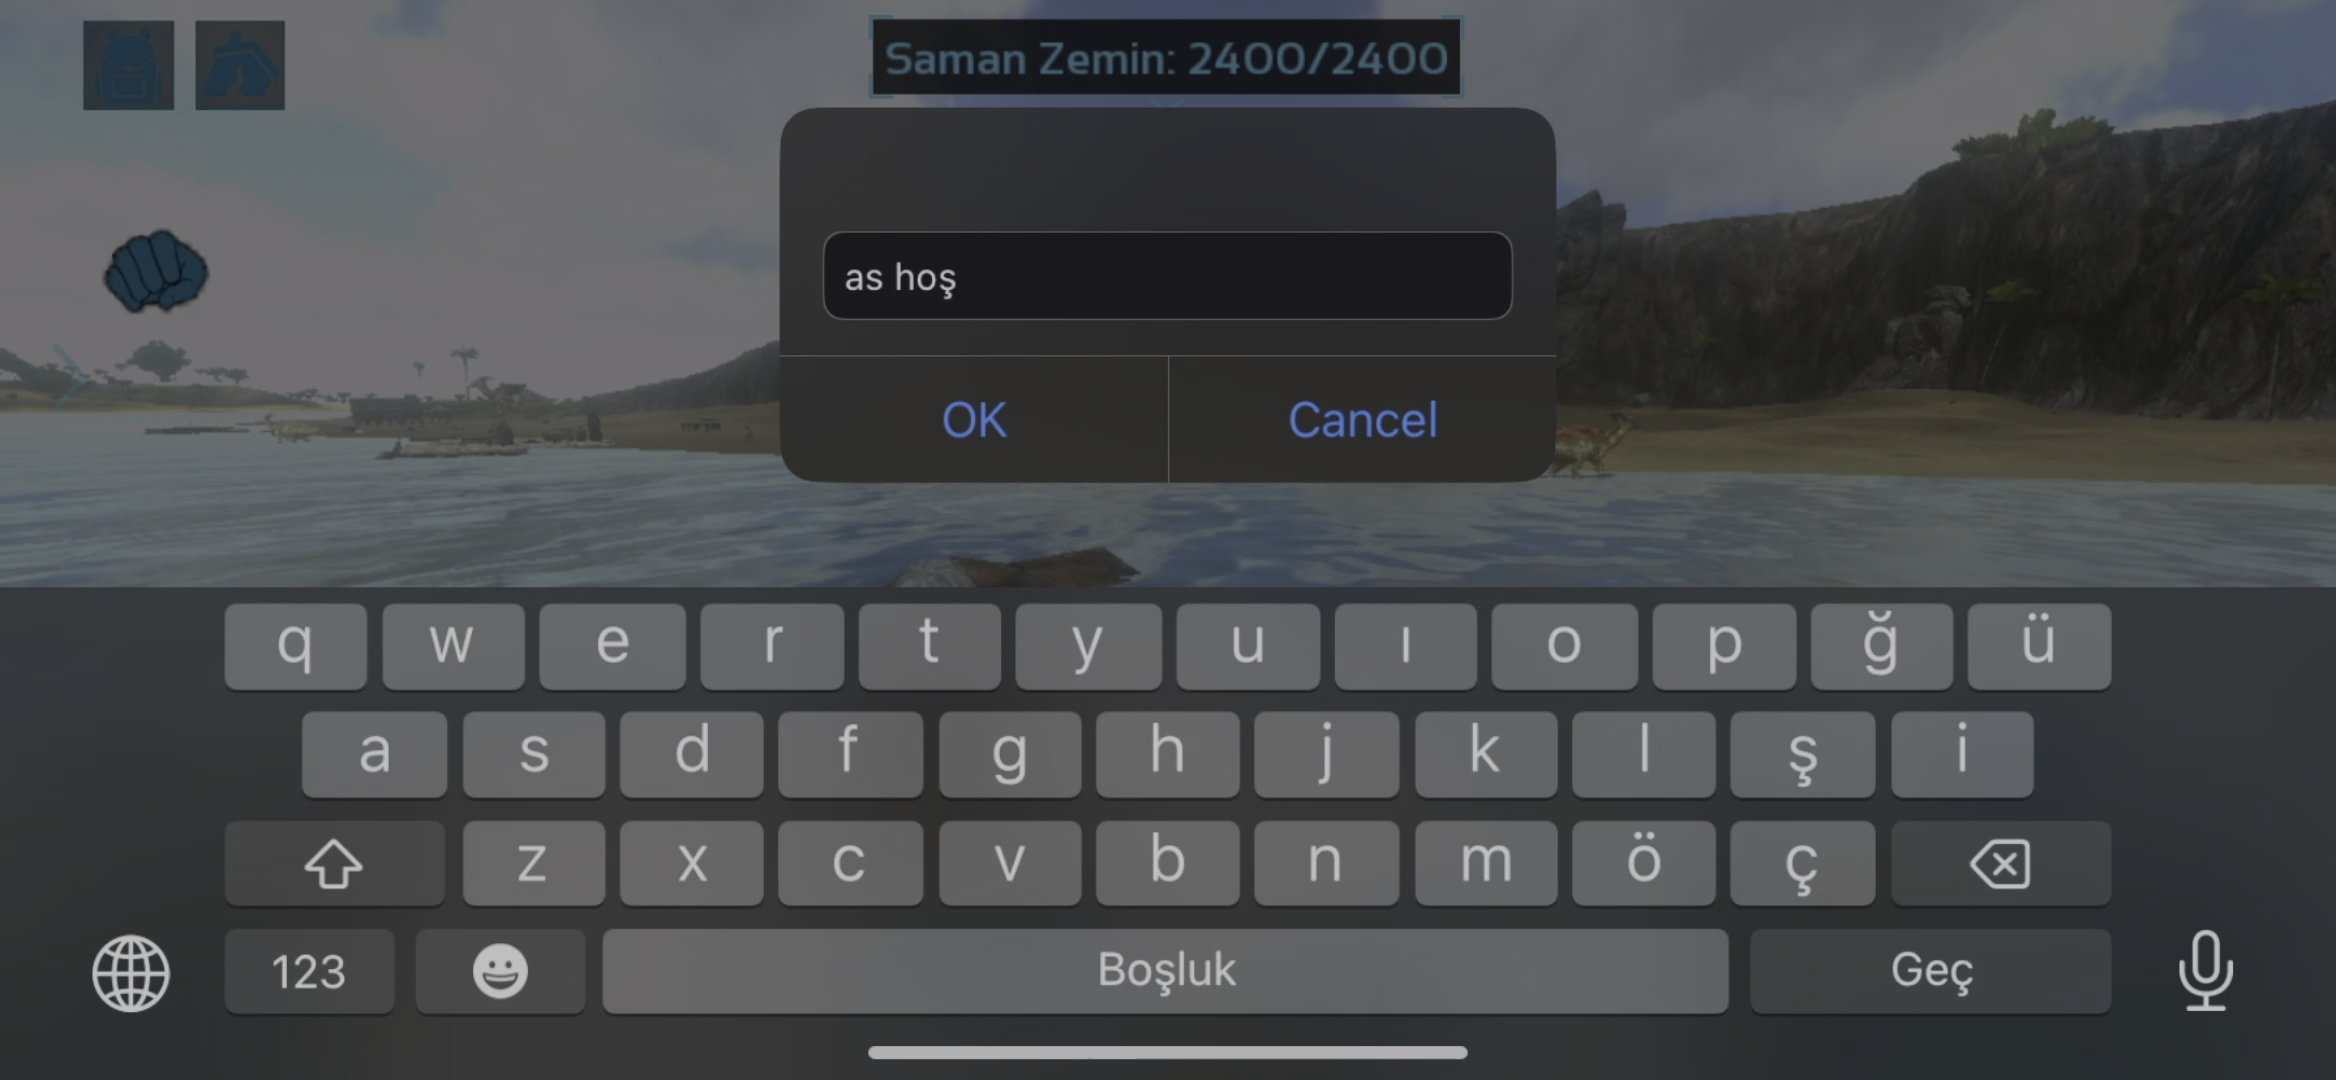 Saman Zemin: 2400/2400
as hoş
OK Cancel
q w e r t y u ı o p ğ ü
a s d f g h j k l ş i
z x c v b n m ö ç
123 Boşluk Geç